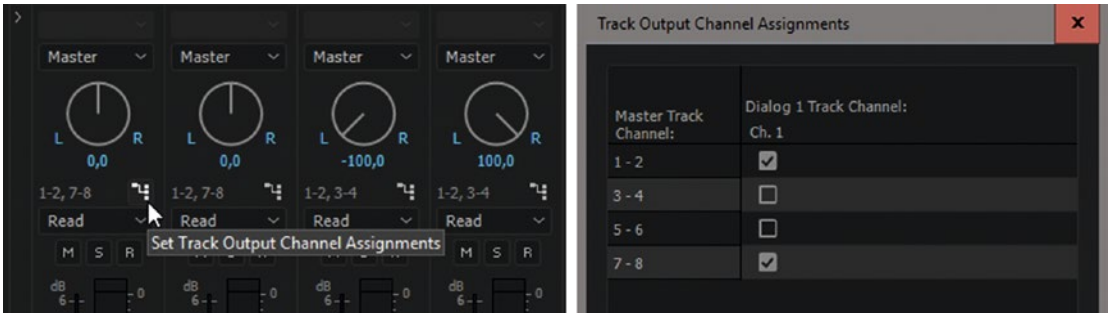 Master Master Master Master
L R L R L R L R
0,0 0,0 -100,0 100,0
1-2, 7-8 1-2, 7-8 1-2, 3-4 1-2, 3-4
Read Read Read Read
Set Track Output Channel Assignments
M S R M S R
dB dB dB dB
6 0 6 0 6 0 6 0
Track Output Channel Assignments x
Dialog 1 Track Channel:
Master Track
Channel: Ch. 1
1 - 2
3 - 4
5 - 6
7 - 8